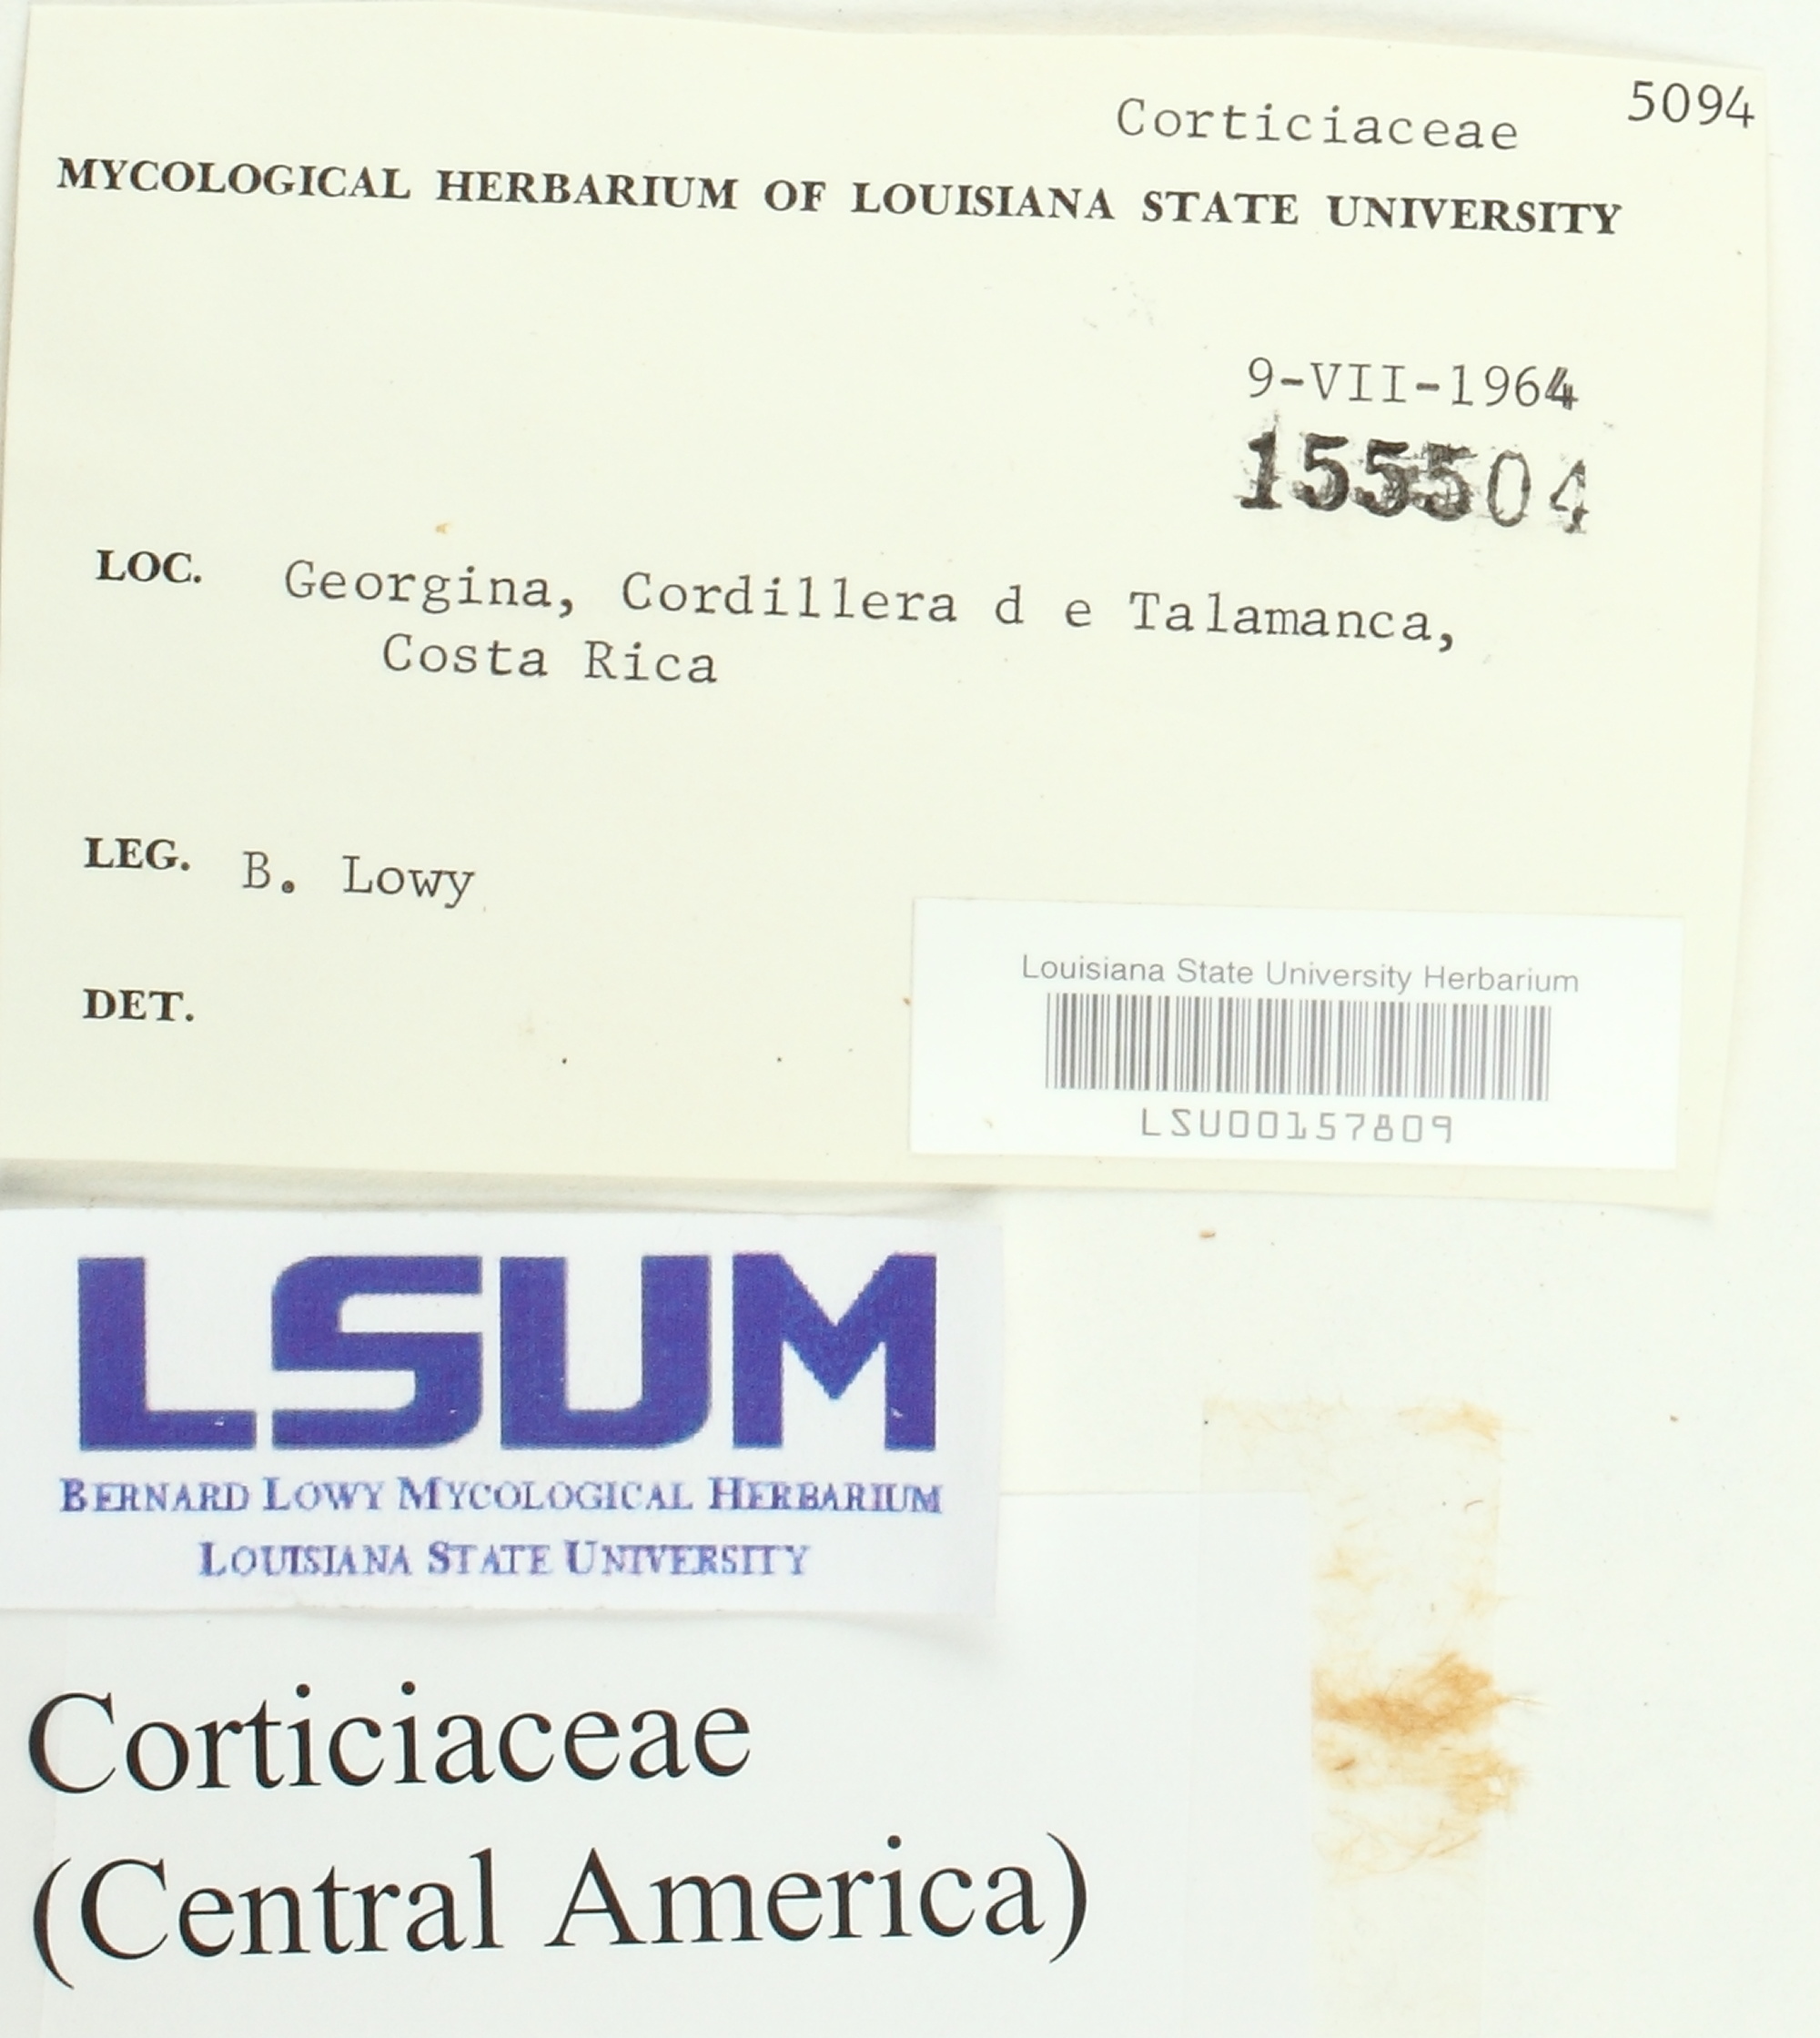 Corticiaceae 5094
MYCOLOGICAL HERBARIUM OF LOUISIANA STATE UNIVERSITY
9-VII-1964
155504
LOC. Georgina, Cordillera d e Talamanca,
Costa Rica
LEG. B. Lowy
DET.
Louisiana State University Herbarium
LSU00157809
LSUM
BERNARD LOWY MYCOLOGICAL HERBARIUM
LOUISIANA STATE UNIVERSITY
Corticiaceae
(Central America)